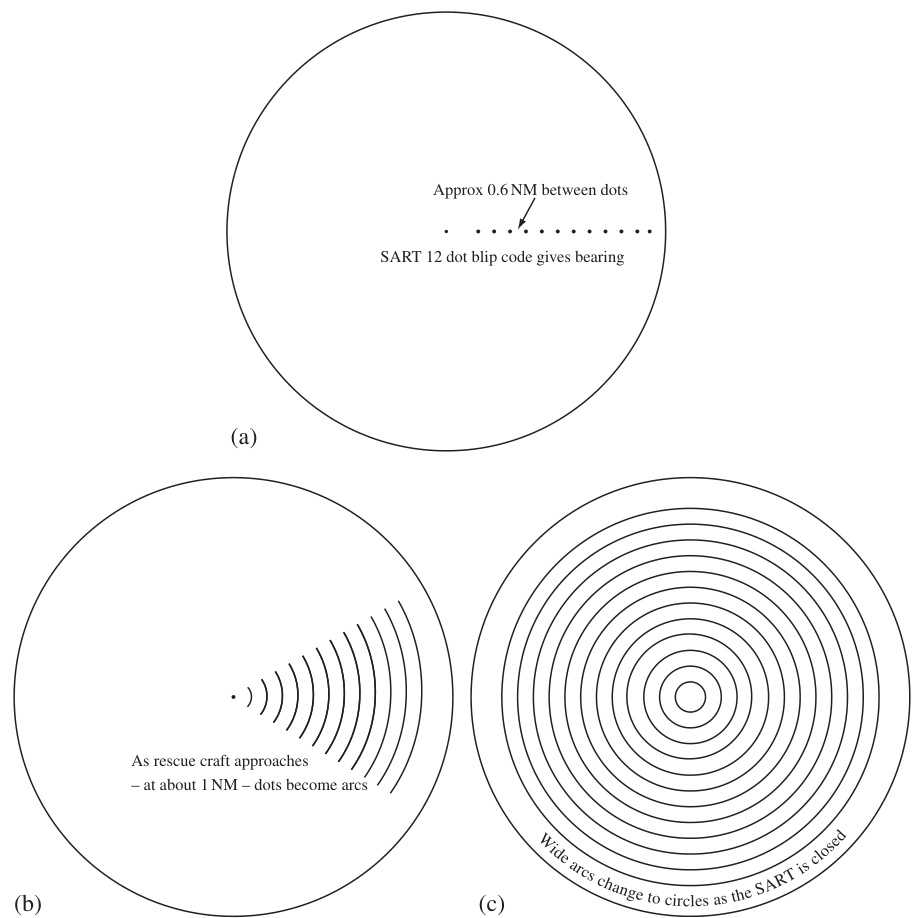 Approx 0.6 NM between dots
SART 12 dot blip code gives bearing
(a)
As rescue craft approaches
– at about 1 NM – dots become arcs
(b)
Wide arcs change to circles as the SART is closed
(c)